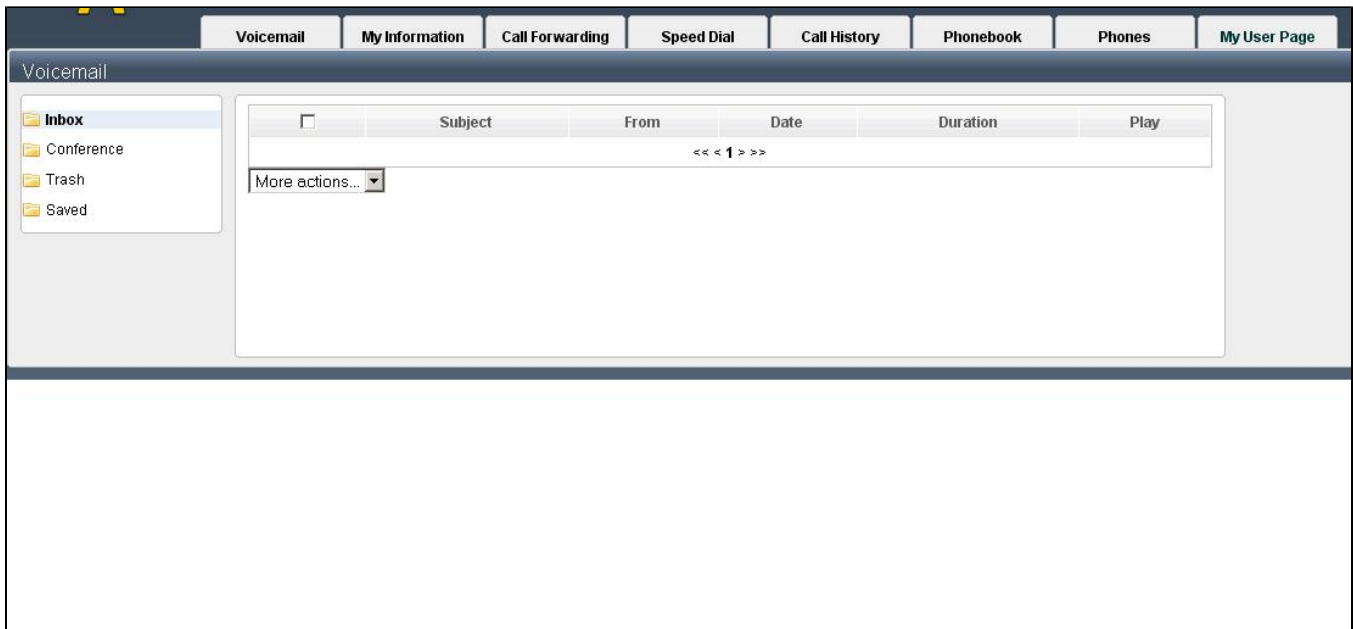 Voicemail My Information Call Forwarding Speed Dial Call History Phonebook Phones My User Page
Voicemail
Inbox
Conference
Trash
Saved
Subject From Date Duration Play
<< < 1 > >>
More actions...